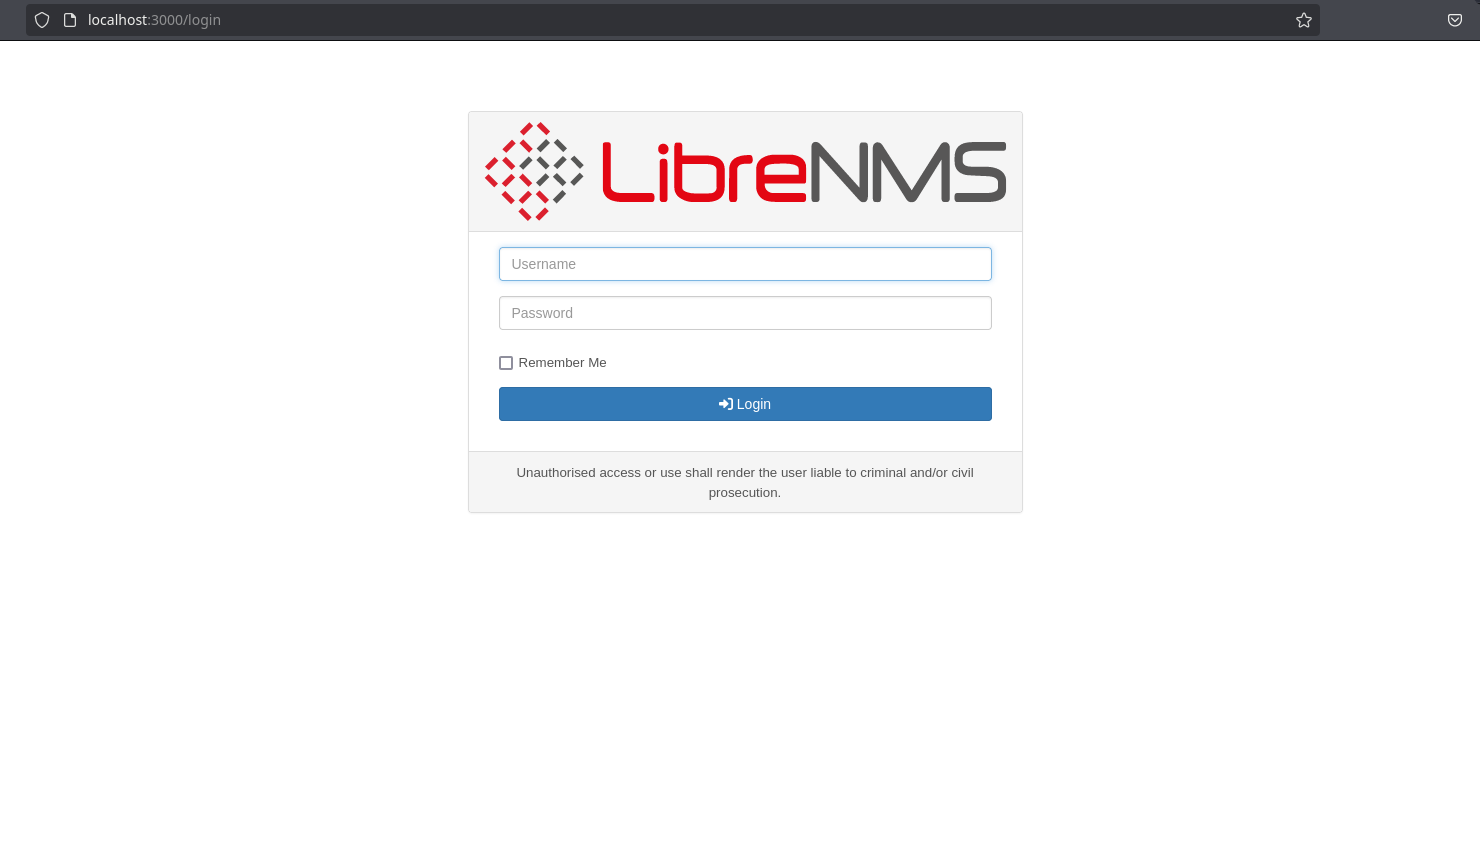 localhost:3000/login
LibreNMS
Username
Password
Remember Me
Login
Unauthorised access or use shall render the user liable to criminal and/or civil
prosecution.